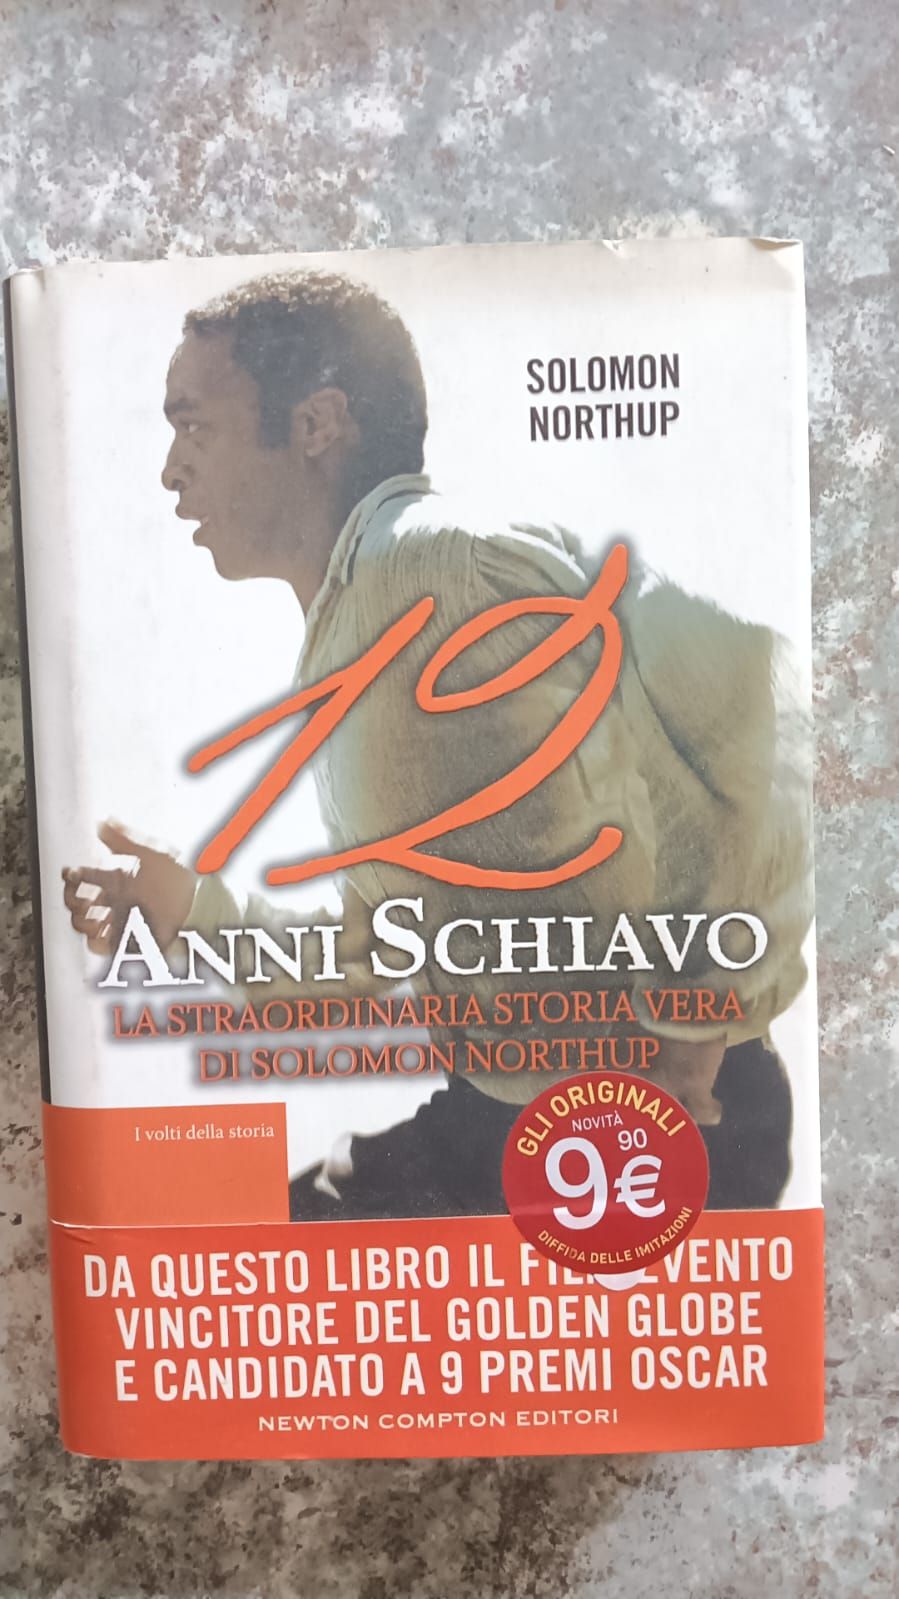 SOLOMON
NORTHUP
12
ANNI SCHIAVO
LA STRAORDINARIA STORIA VERA
DI SOLOMON NORTHUP
I volti della storia
GLI ORIGINALI
NOVITÀ
9 90 €
DIFFIDA DELLE IMITAZIONI
DA QUESTO LIBRO IL EVENTO
VINCITORE DEL GOLDEN GLOBE
E CANDIDATO A 9 PREMI OSCAR
NEWTON COMPTON EDITORI